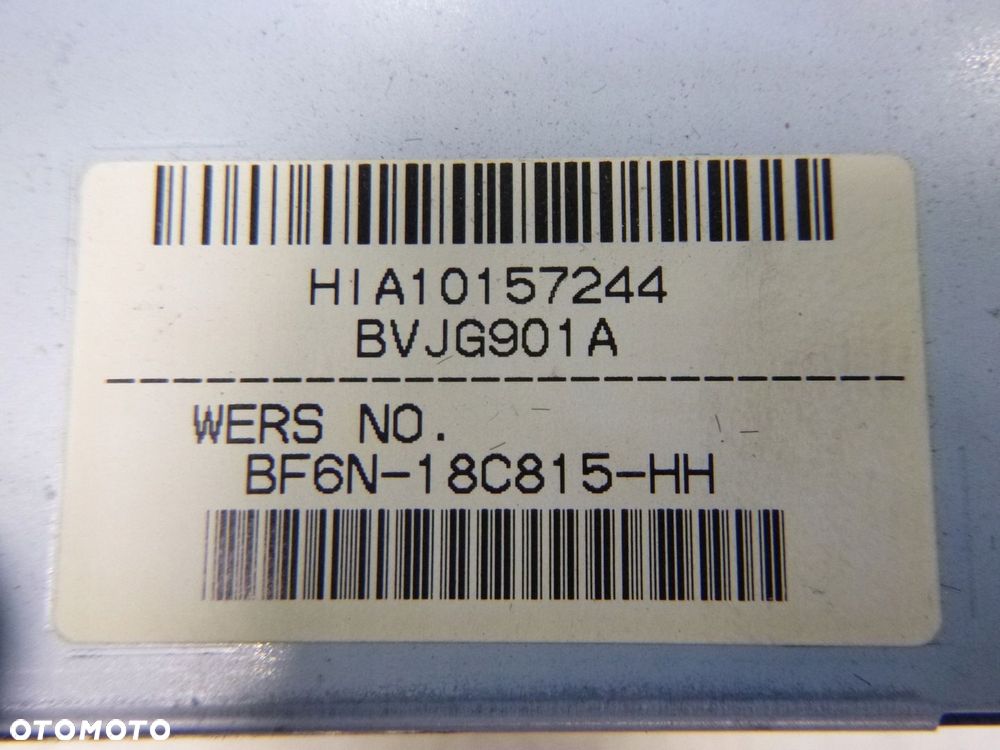 HIA10157244
BVJG901A
WERS NO.
BF6N-18C815-HH
OTOMOTO